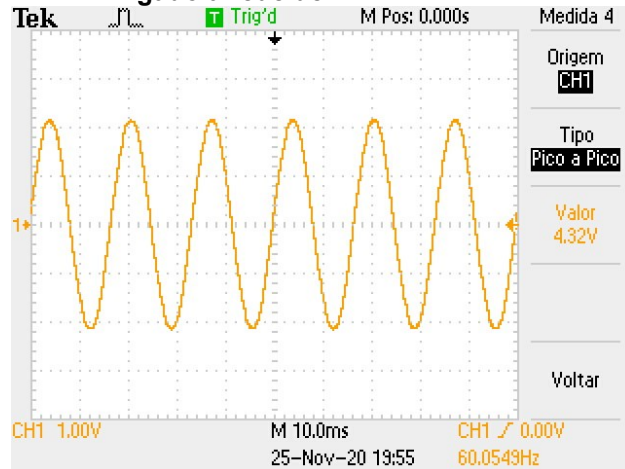 Tek Trig'd M Pos: 0.000s Medida 4
Origem
CH1
Tipo
Pico a Pico
1 Valor
4.32V
Voltar
CH1 1.00V M 10.0ms CH1 0.00V
25-Nov-20 19:55 60.0549Hz